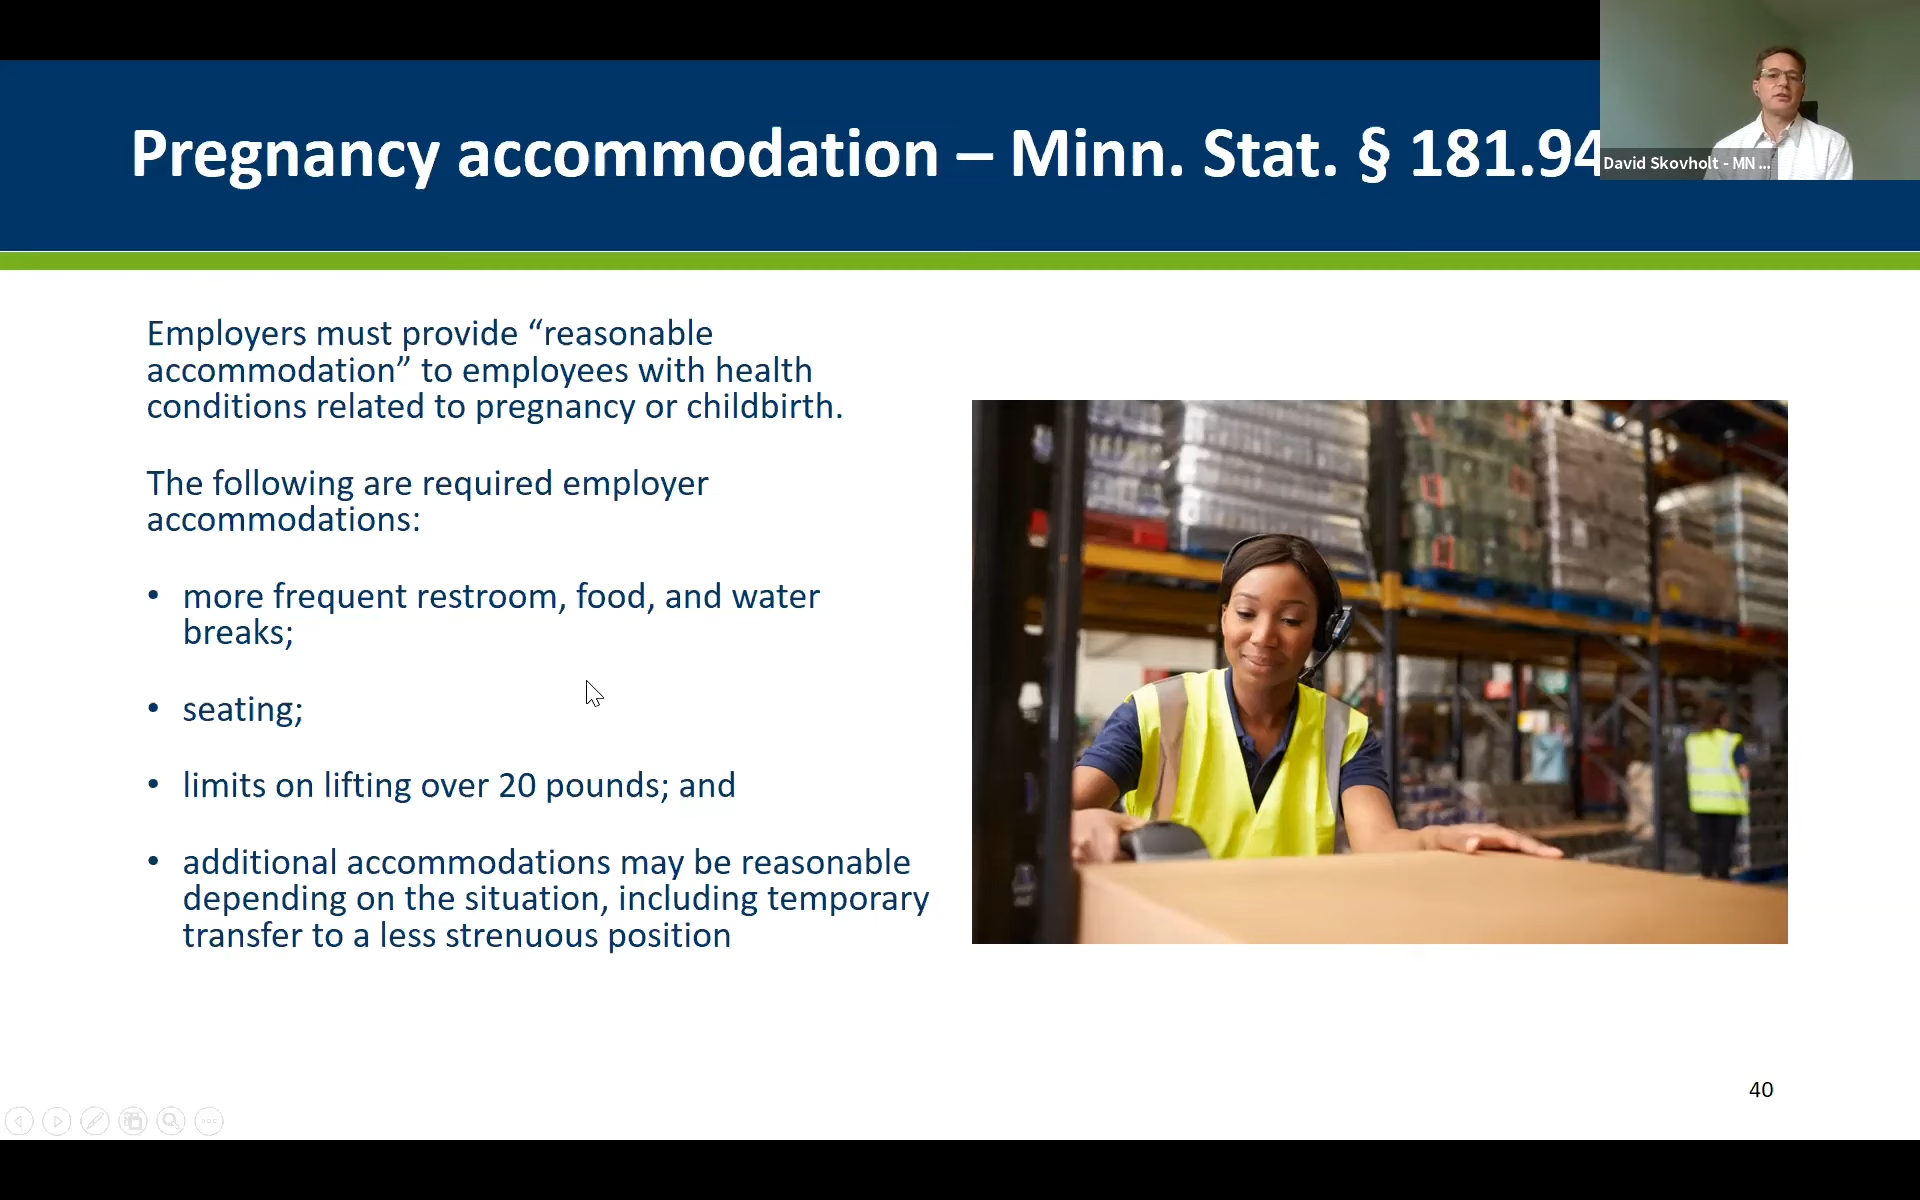 Pregnancy accommodation – Minn. Stat. § 181.94
David Skovholt - MN ...
Employers must provide “reasonable
accommodation” to employees with health
conditions related to pregnancy or childbirth.
The following are required employer
accommodations:
• more frequent restroom, food, and water
breaks;
• seating;
• limits on lifting over 20 pounds; and
• additional accommodations may be reasonable
depending on the situation, including temporary
transfer to a less strenuous position
40